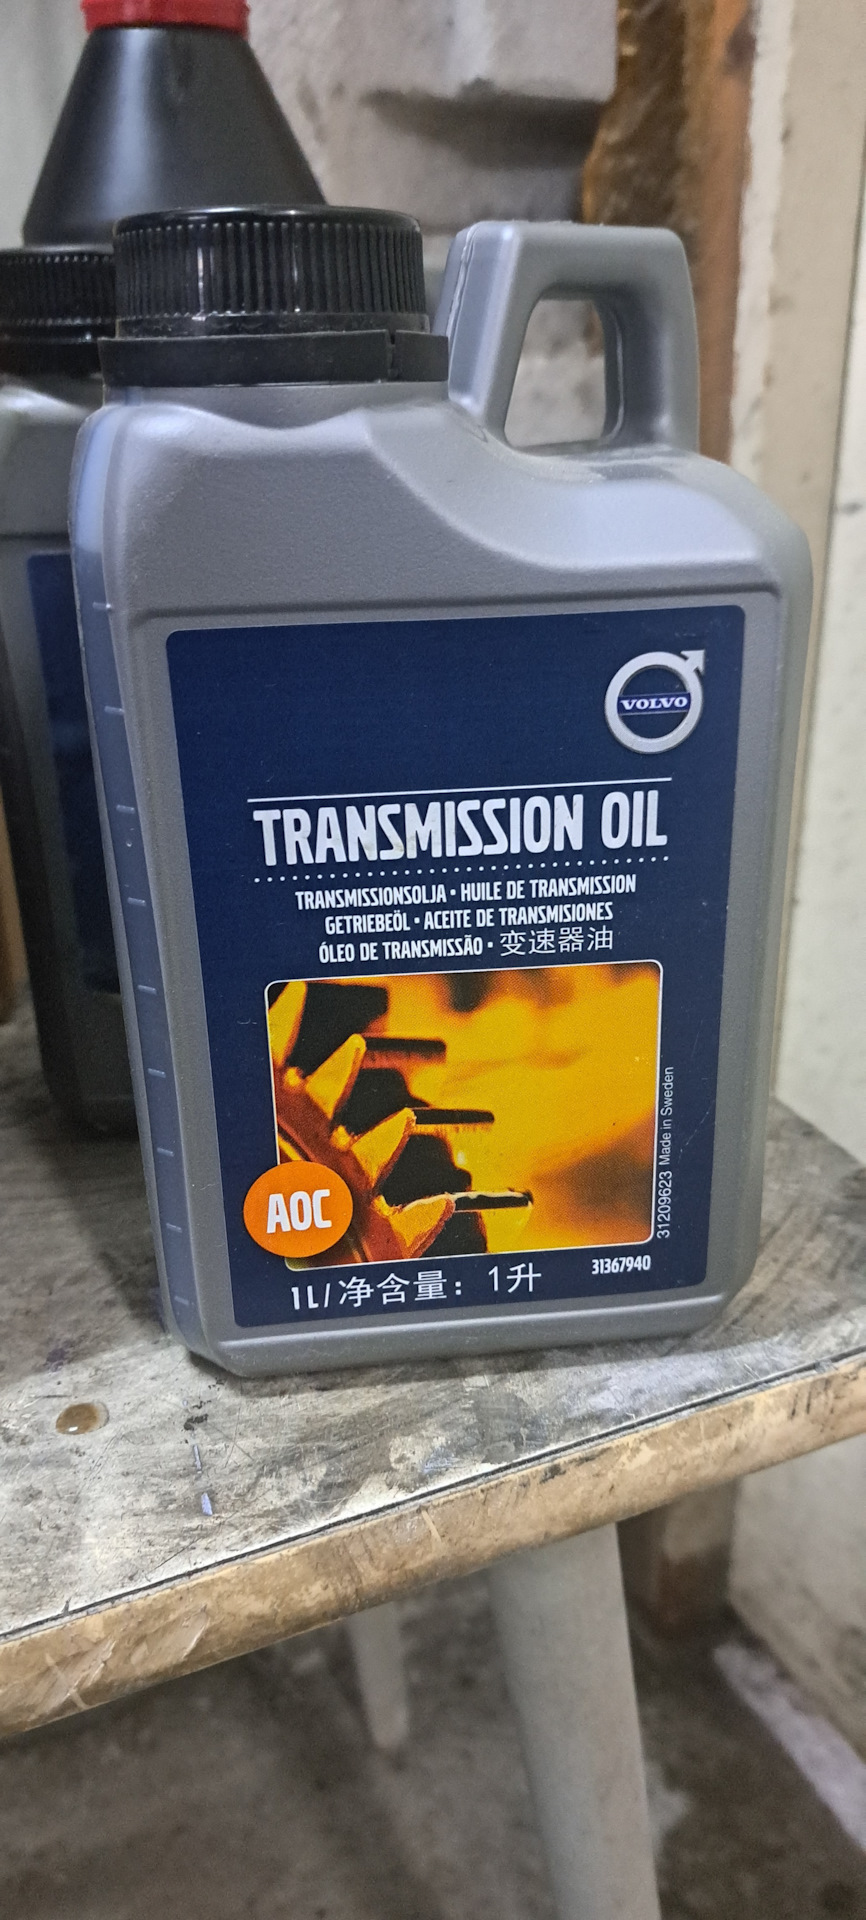 VOLVO
TRANSMISSION OIL
TRANSMISSIONSOLJA • HUILE DE TRANSMISSION
GETRIEBEÖL • ACEITE DE TRANSMISIONES
ÓLEO DE TRANSMISSÃO • 变速器油
31209623 Made in Sweden
AOC
31367940
1L/净含量：1升